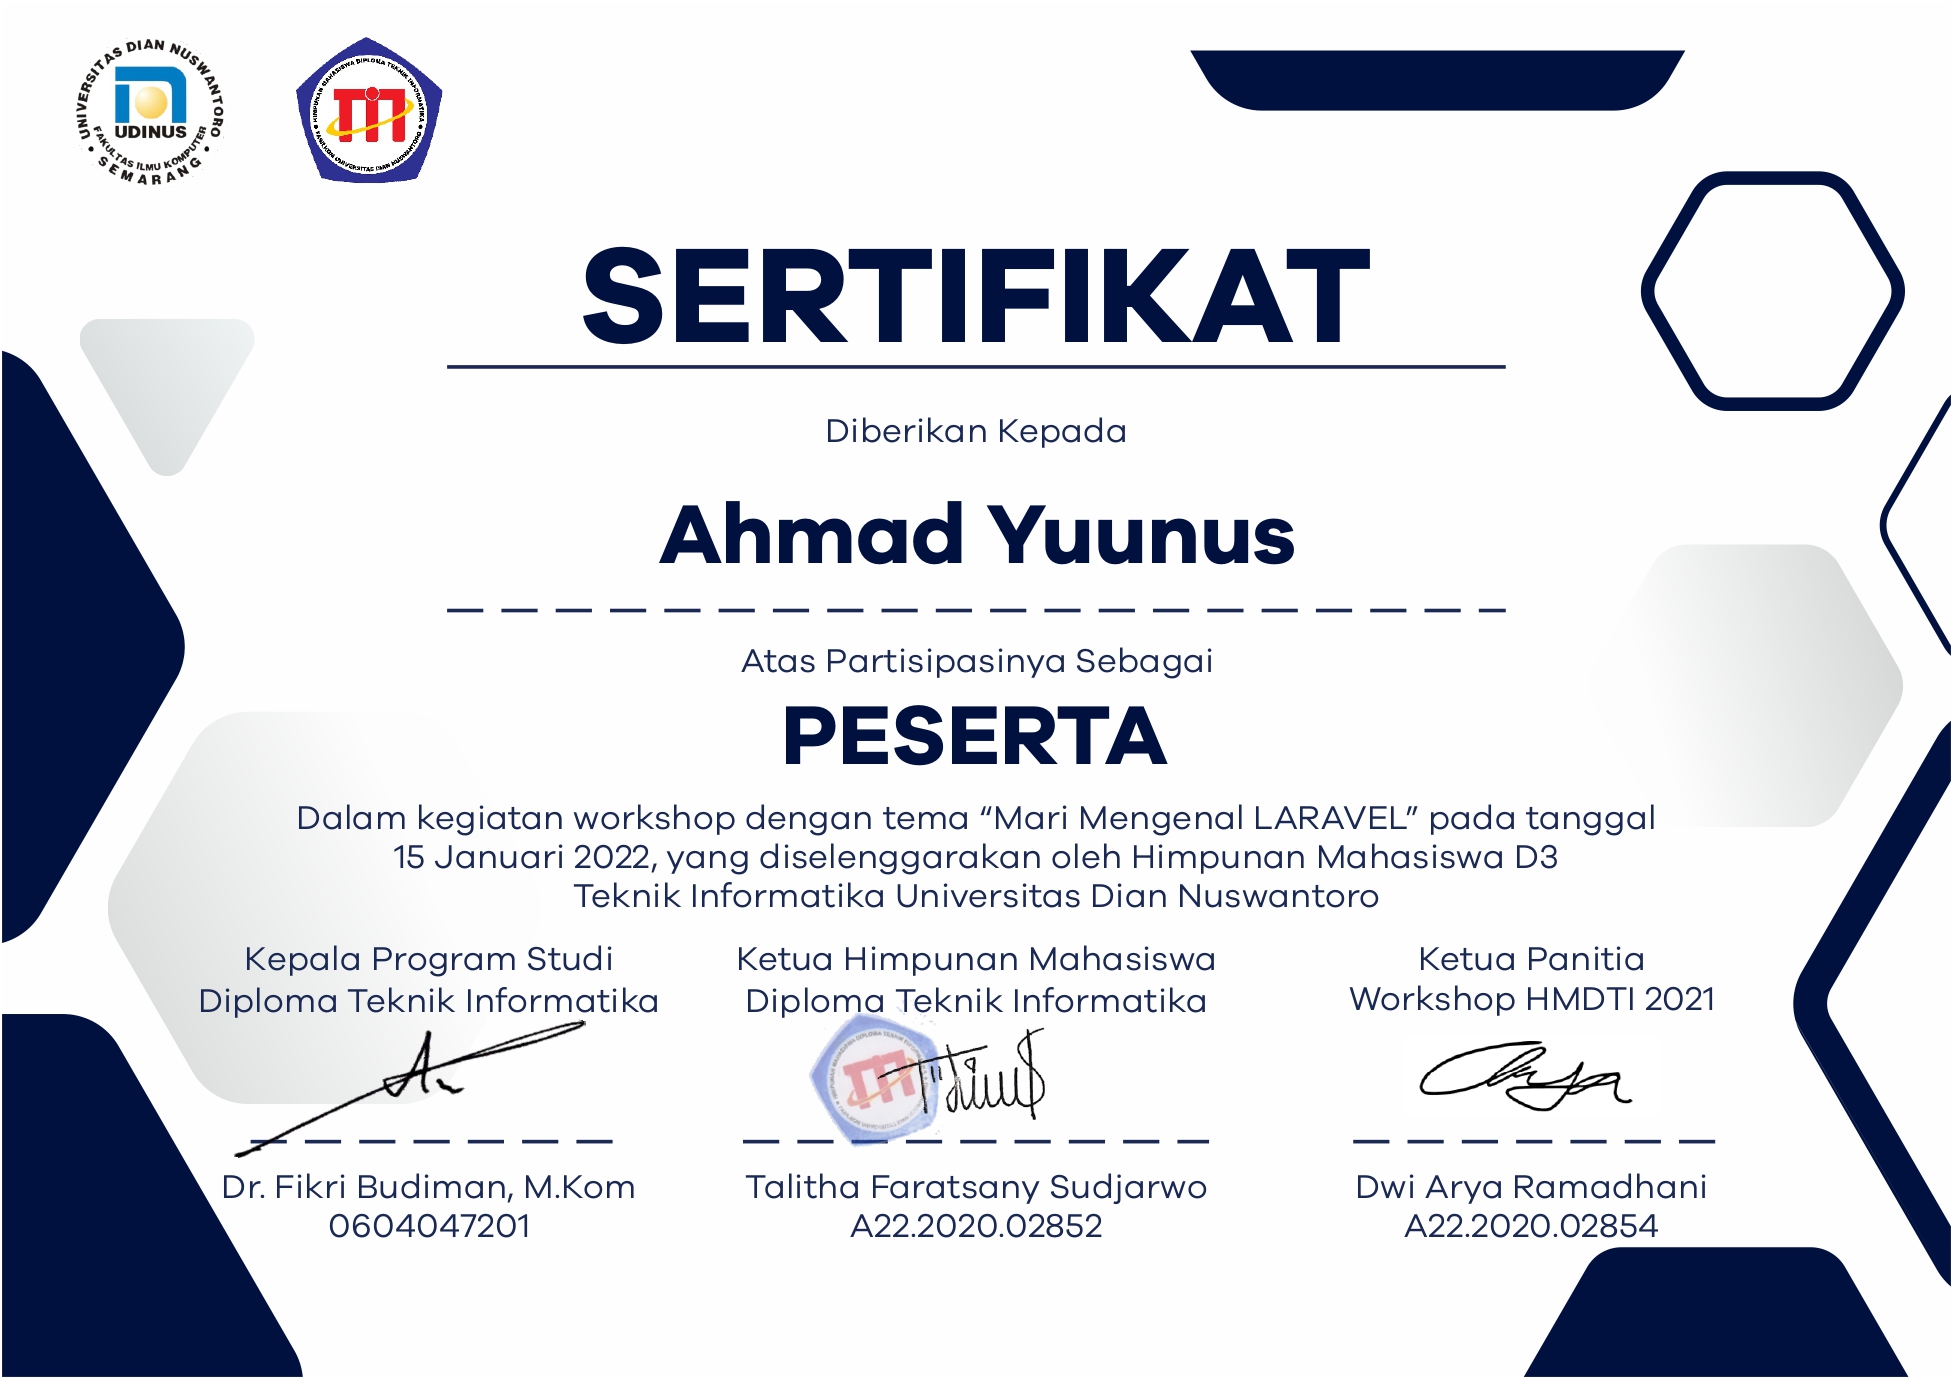 UNIVERSITAS DIAN NUSWANTORO
UDINUS
FAKULTAS ILMU KOMPUTER
• SEMARANG •
HIMPUNAN MAHASISWA DIPLOMA TEKNIK INFORMATIKA
SERTIFIKAT
Diberikan Kepada
Ahmad Yuunus
Atas Partisipasinya Sebagai
PESERTA
Dalam kegiatan workshop dengan tema “Mari Mengenal LARAVEL” pada tanggal
15 Januari 2022, yang diselenggarakan oleh Himpunan Mahasiswa D3
Teknik Informatika Universitas Dian Nuswantoro
Kepala Program Studi
Diploma Teknik Informatika
Dr. Fikri Budiman, M.Kom
0604047201
Ketua Himpunan Mahasiswa
Diploma Teknik Informatika
Talitha Faratsany Sudjarwo
A22.2020.02852
Ketua Panitia
Workshop HMDTI 2021
Dwi Arya Ramadhani
A22.2020.02854